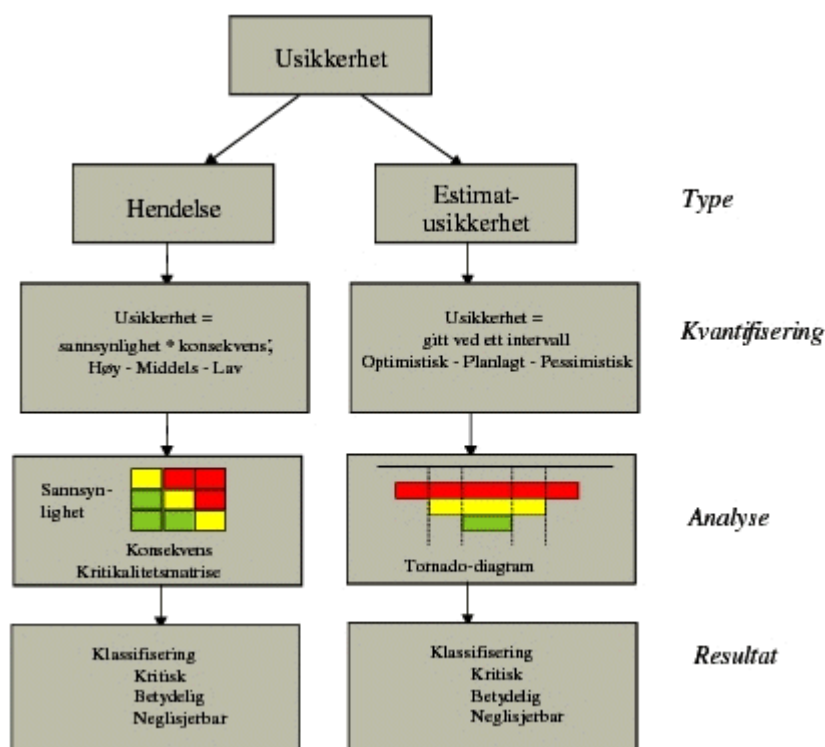 Usikkerhet
Hendelse
Estimat-
usikkerhet
Type
Usikkerhet =
sannsynlighet * konsekvens;
Høy - Middels - Lav
Usikkerhet =
gitt ved ett intervall
Optimistisk - Planlagt - Pessimistisk
Kvantifisering
Sannsyn-
lighet
Konsekvens
Kritikalitetsmatrise
Tornado-diagram
Analyse
Klassifisering
Kritisk
Betydelig
Neglisjerbar
Klassifisering
Kritisk
Betydelig
Neglisjerbar
Resultat